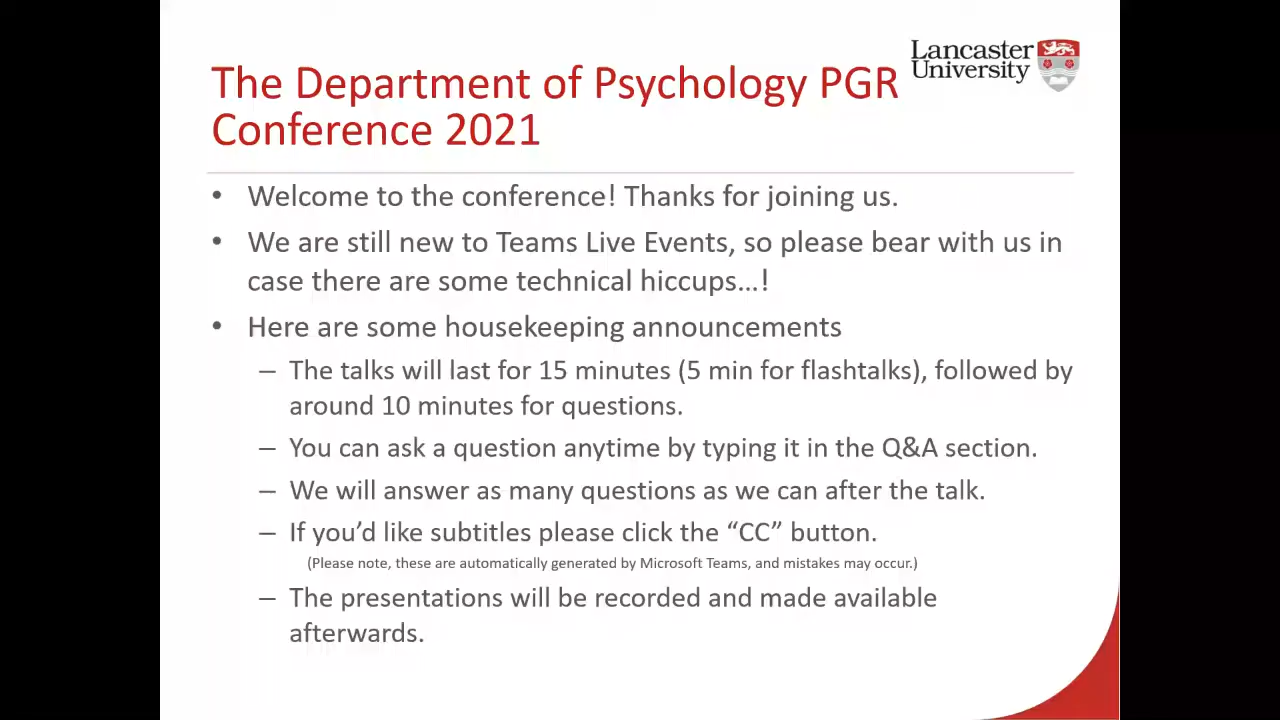 Lancaster
University
The Department of Psychology PGR
Conference 2021
• Welcome to the conference! Thanks for joining us.
• We are still new to Teams Live Events, so please bear with us in
case there are some technical hiccups…!
• Here are some housekeeping announcements
– The talks will last for 15 minutes (5 min for flashtalks), followed by
around 10 minutes for questions.
– You can ask a question anytime by typing it in the Q&A section.
– We will answer as many questions as we can after the talk.
– If you’d like subtitles please click the “CC” button.
(Please note, these are automatically generated by Microsoft Teams, and mistakes may occur.)
– The presentations will be recorded and made available
afterwards.